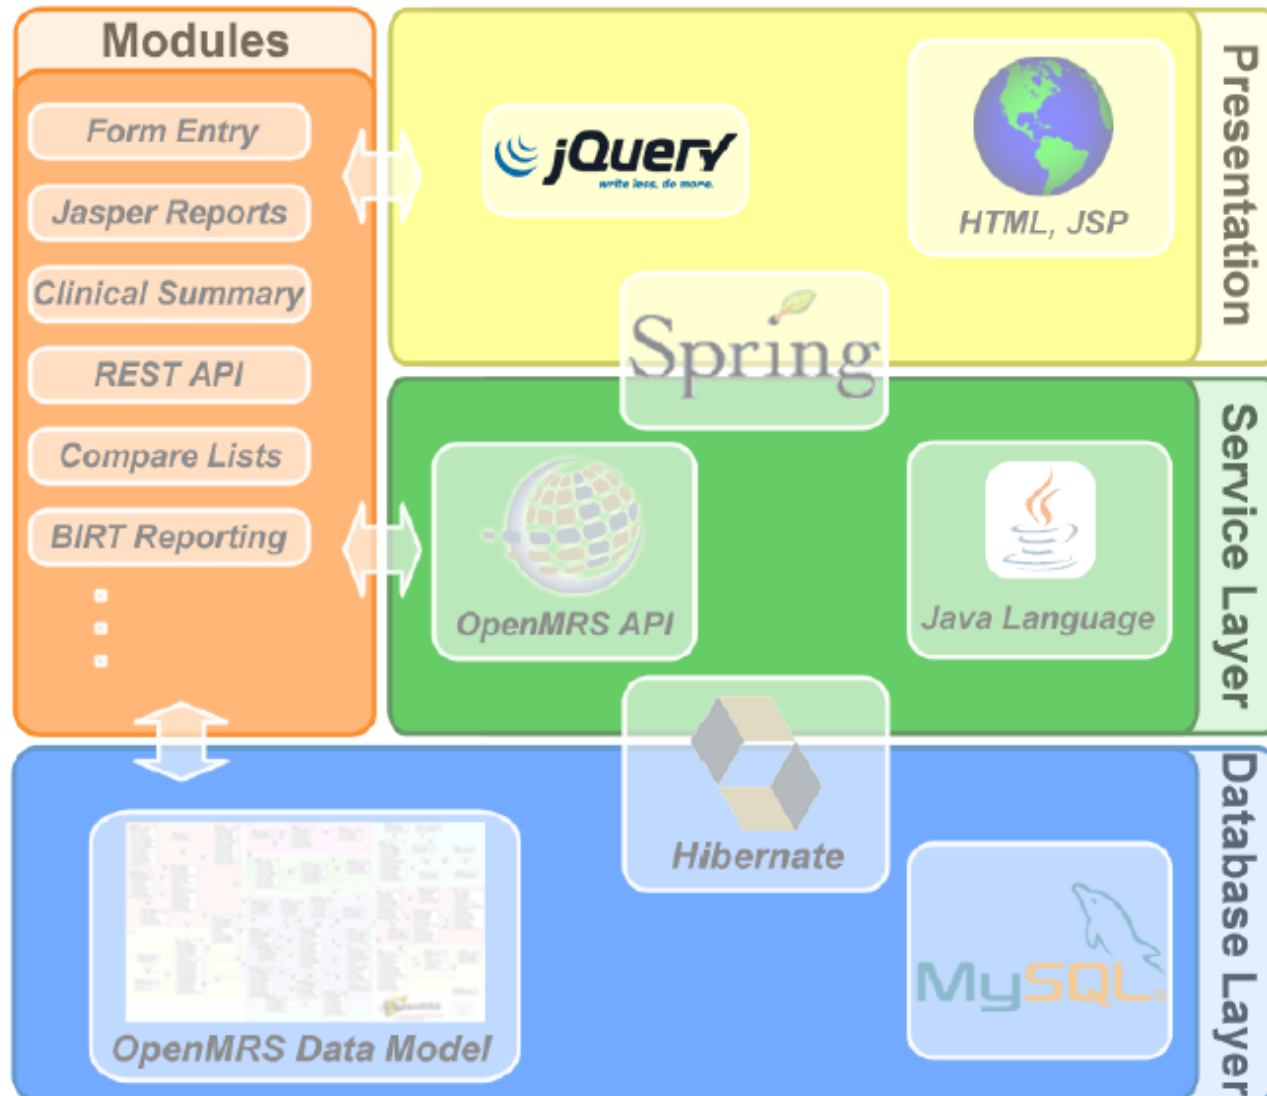 Modules
Form Entry
Jasper Reports
Clinical Summary
REST API
Compare Lists
BIRT Reporting
jQuery
write less, do more.
HTML, JSP
Spring
Presentation
OpenMRS API
Java Language
Service Layer
Hibernate
OpenMRS Data Model
MySQL
Database Layer